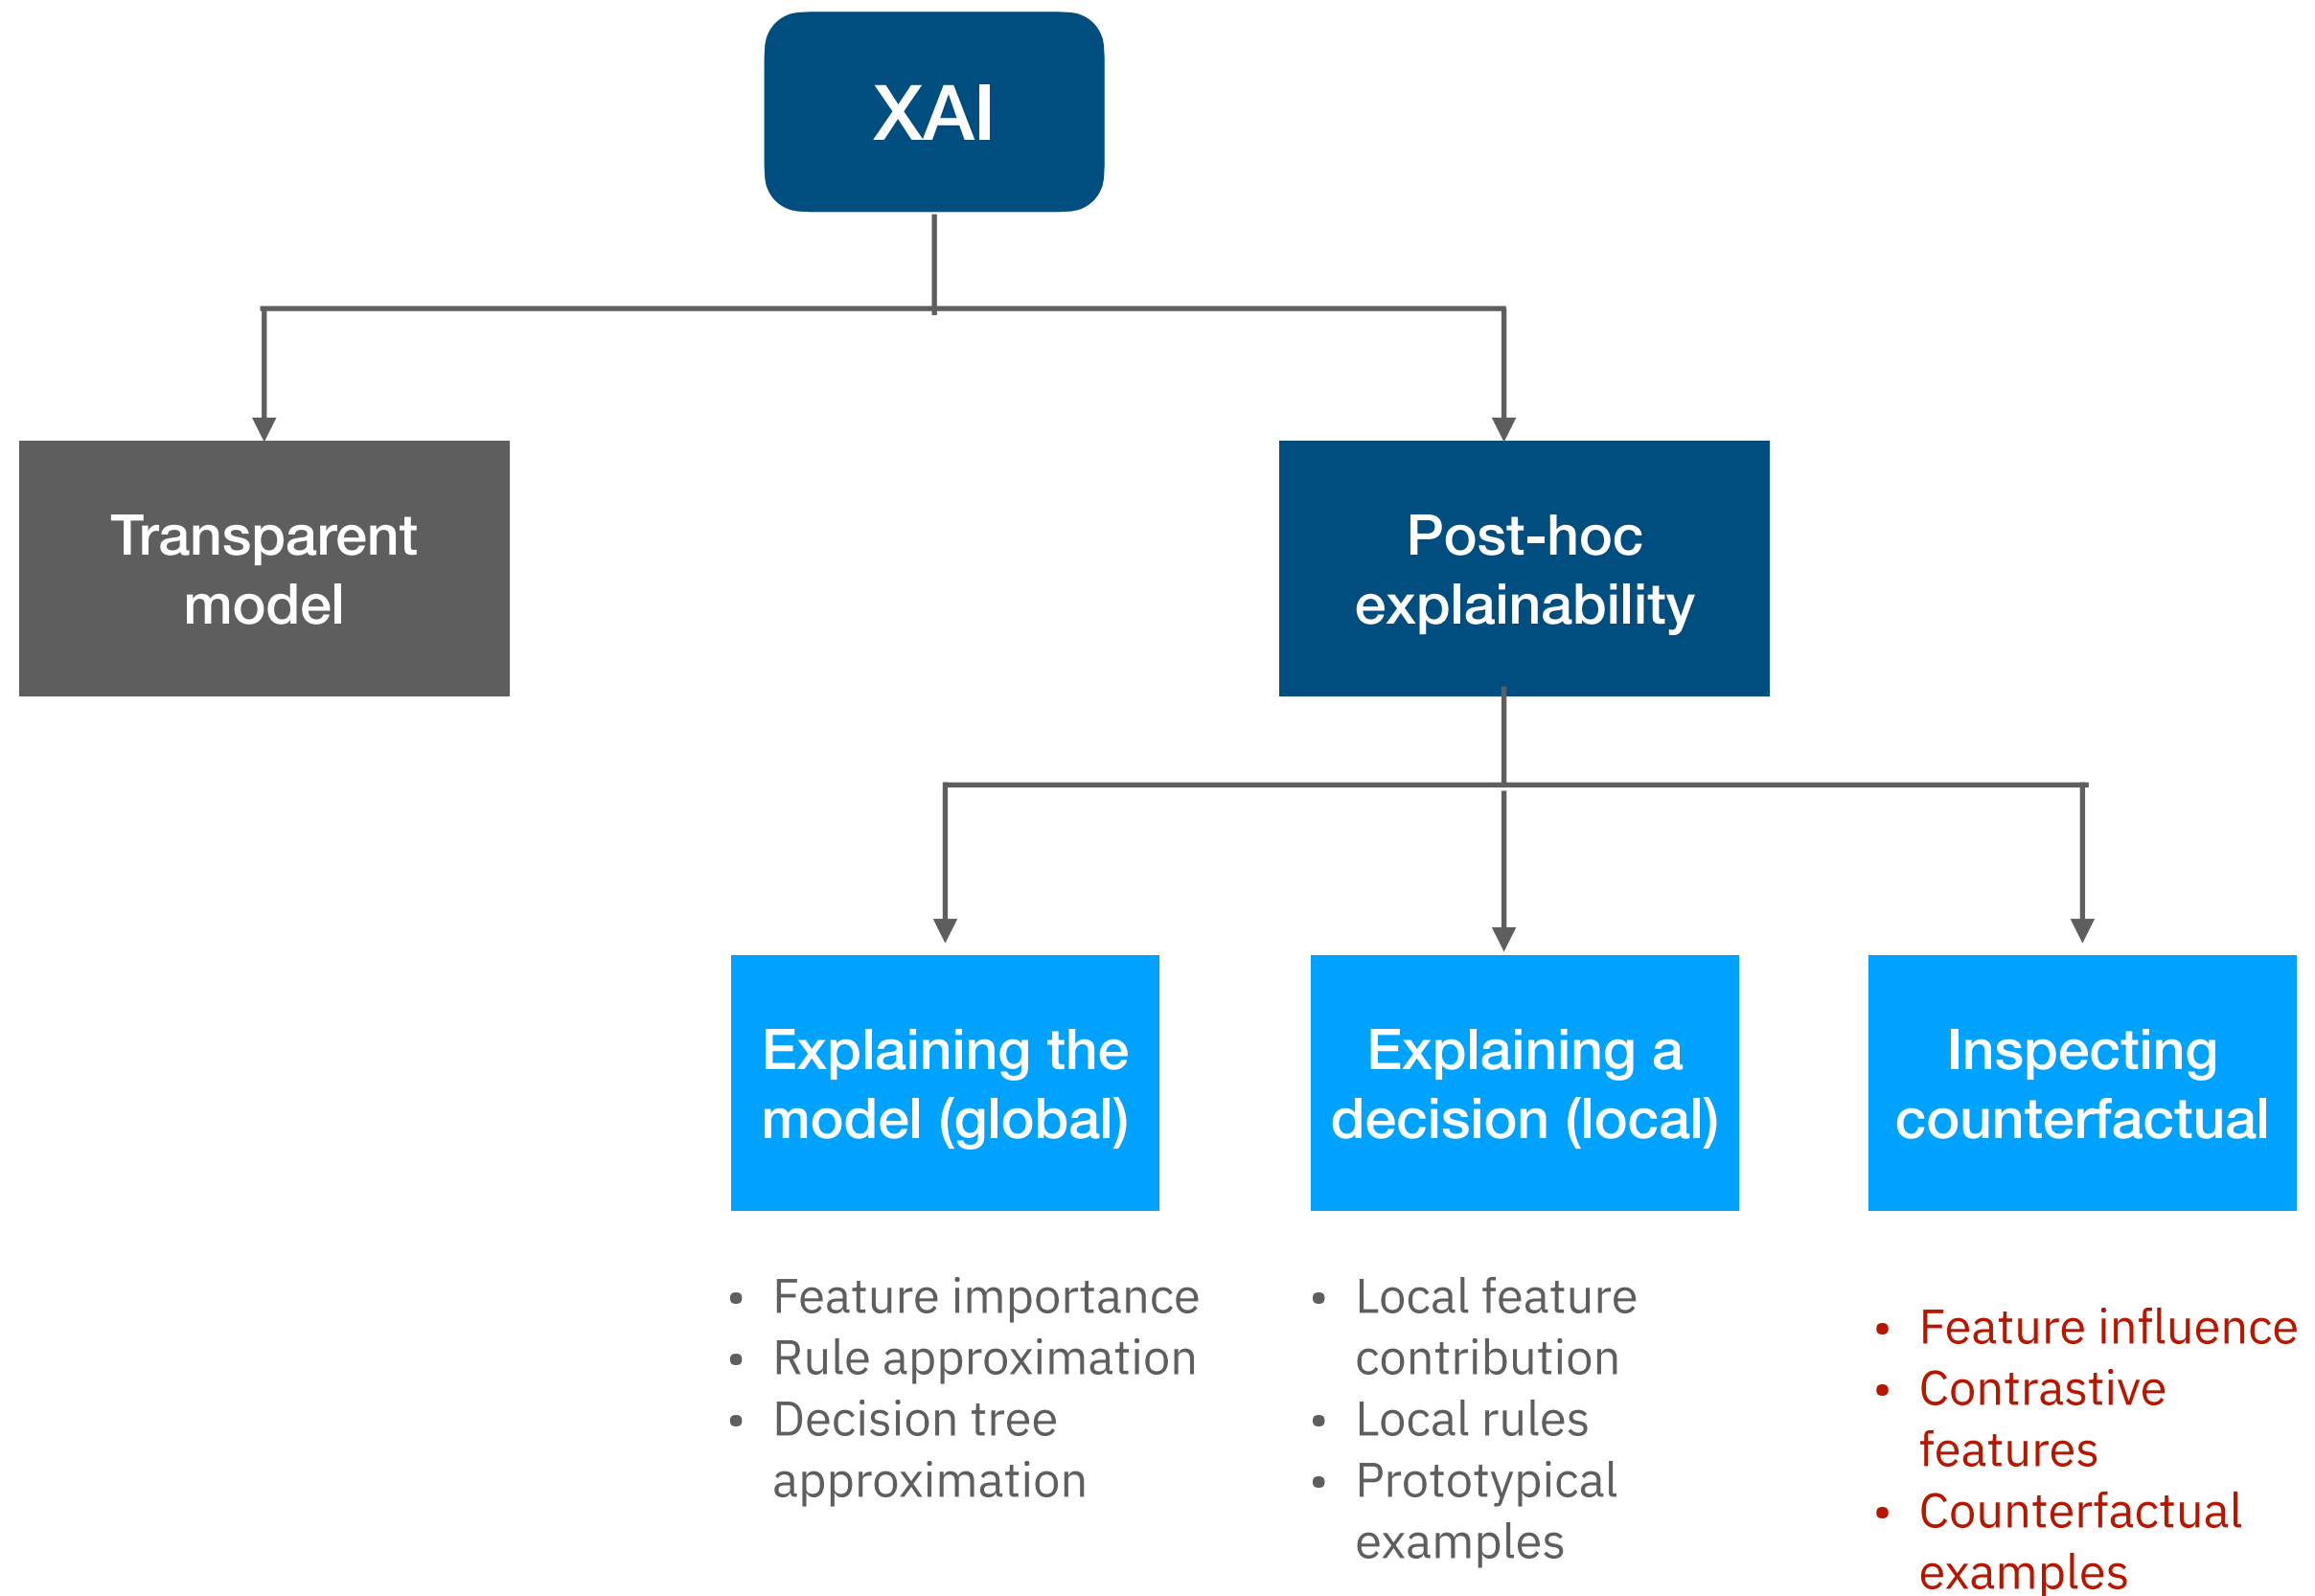 XAI
Transparent
model
Post-hoc
explainability
Explaining the
model (global)
Explaining a
decision (local)
Inspecting
counterfactual
• Feature importance
• Rule approximation
• Decision tree
approximation
• Local feature
contribution
• Local rules
• Prototypical
examples
• Feature influence
• Contrastive
features
• Counterfactual
examples